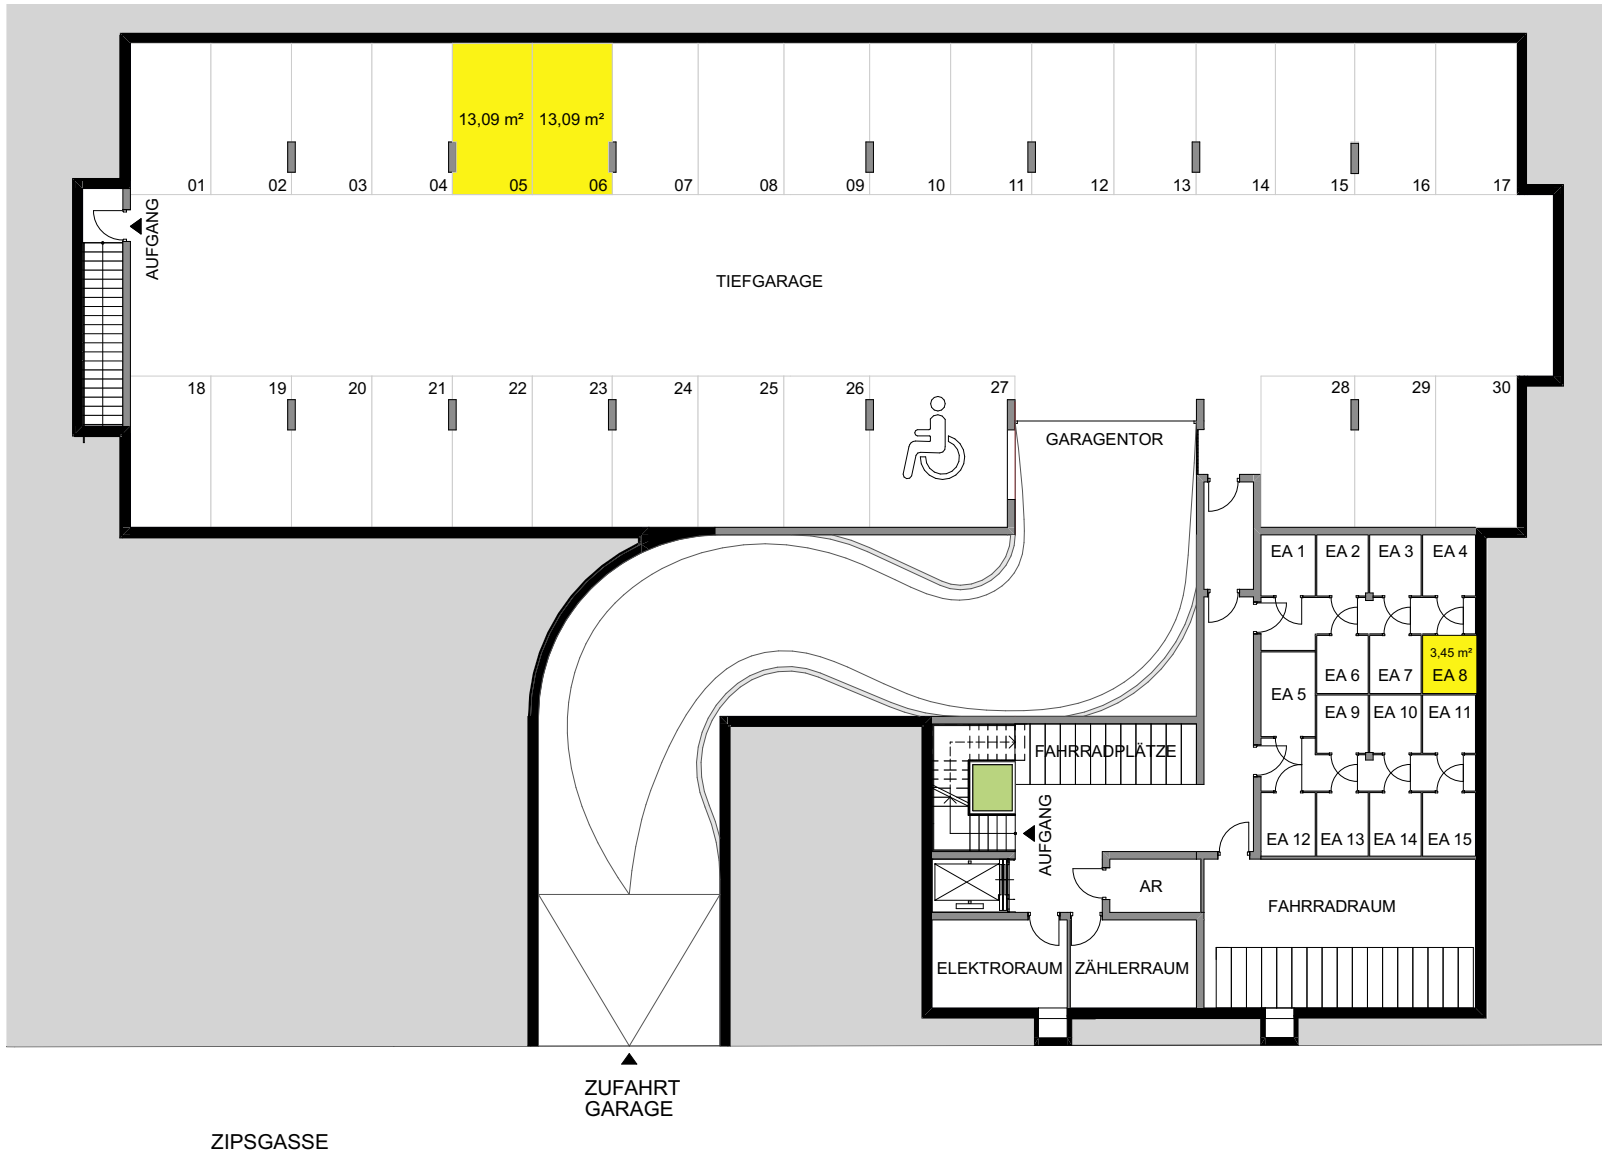 13,09 m² 13,09 m²
01 02 03 04 05 06 07 08 09 10 11 12 13 14 15 16 17
AUFGANG
TIEFGARAGE
18 19 20 21 22 23 24 25 26 27 28 29 30
GARAGENTOR
EA 1 EA 2 EA 3 EA 4
3,45 m²
EA 6 EA 7 EA 8
EA 5
EA 9 EA 10 EA 11
FAHRRADPLÄTZE
AUFGANG
EA 12 EA 13 EA 14 EA 15
AR
FAHRRADRAUM
ELEKTRORAUM ZÄHLERRAUM
ZUFAHRT
GARAGE
ZIPSGASSE